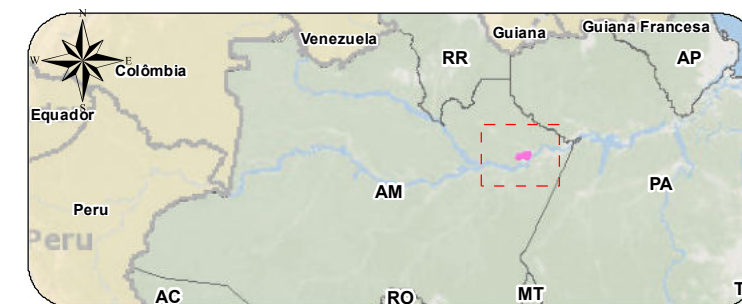 N
Venezuela
Guiana
Guiana Francesa
W
E
Colômbia
RR
AP
S
Equador
AM
PA
Peru
Peru
AC
RO
MT
T